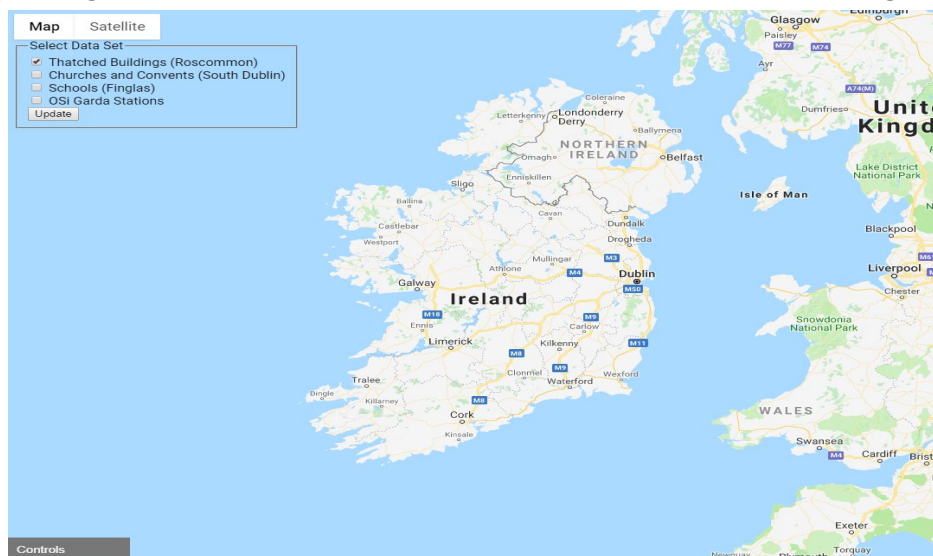 Map Satellite
Select Data Set
Thatched Buildings (Roscommon)
Churches and Convents (South Dublin)
Schools (Finglas)
OSi Garda Stations
Update
Glasgow
Paisley
M77 M74
Ayr
A74(M)
Coleraine
Letterkenny
Londonderry
Derry
Dumfries
Ballymena
NORTHERN
IRELAND
Omagh
Belfast
Lake District
National Park
Enniskillen
Sligo
Isle of Man
Ballina
Cavan
Dundalk
Castlebar
Westport
Drogheda
Blackpool
Mullingar
M3
Athlone
M4
Dublin
Liverpool
Galway
M50
Chester
Ireland
M18
M9
Snowdonia
National Park
Ennis
Carlow
Limerick
Kilkenny
M11
M8
Clonmel
M9
Wexford
Tralee
Waterford
Dingle
Killarney
M8
WALES
Cork
Kinsale
Swansea
M4
Cardiff
Exeter
Torquay
Controls